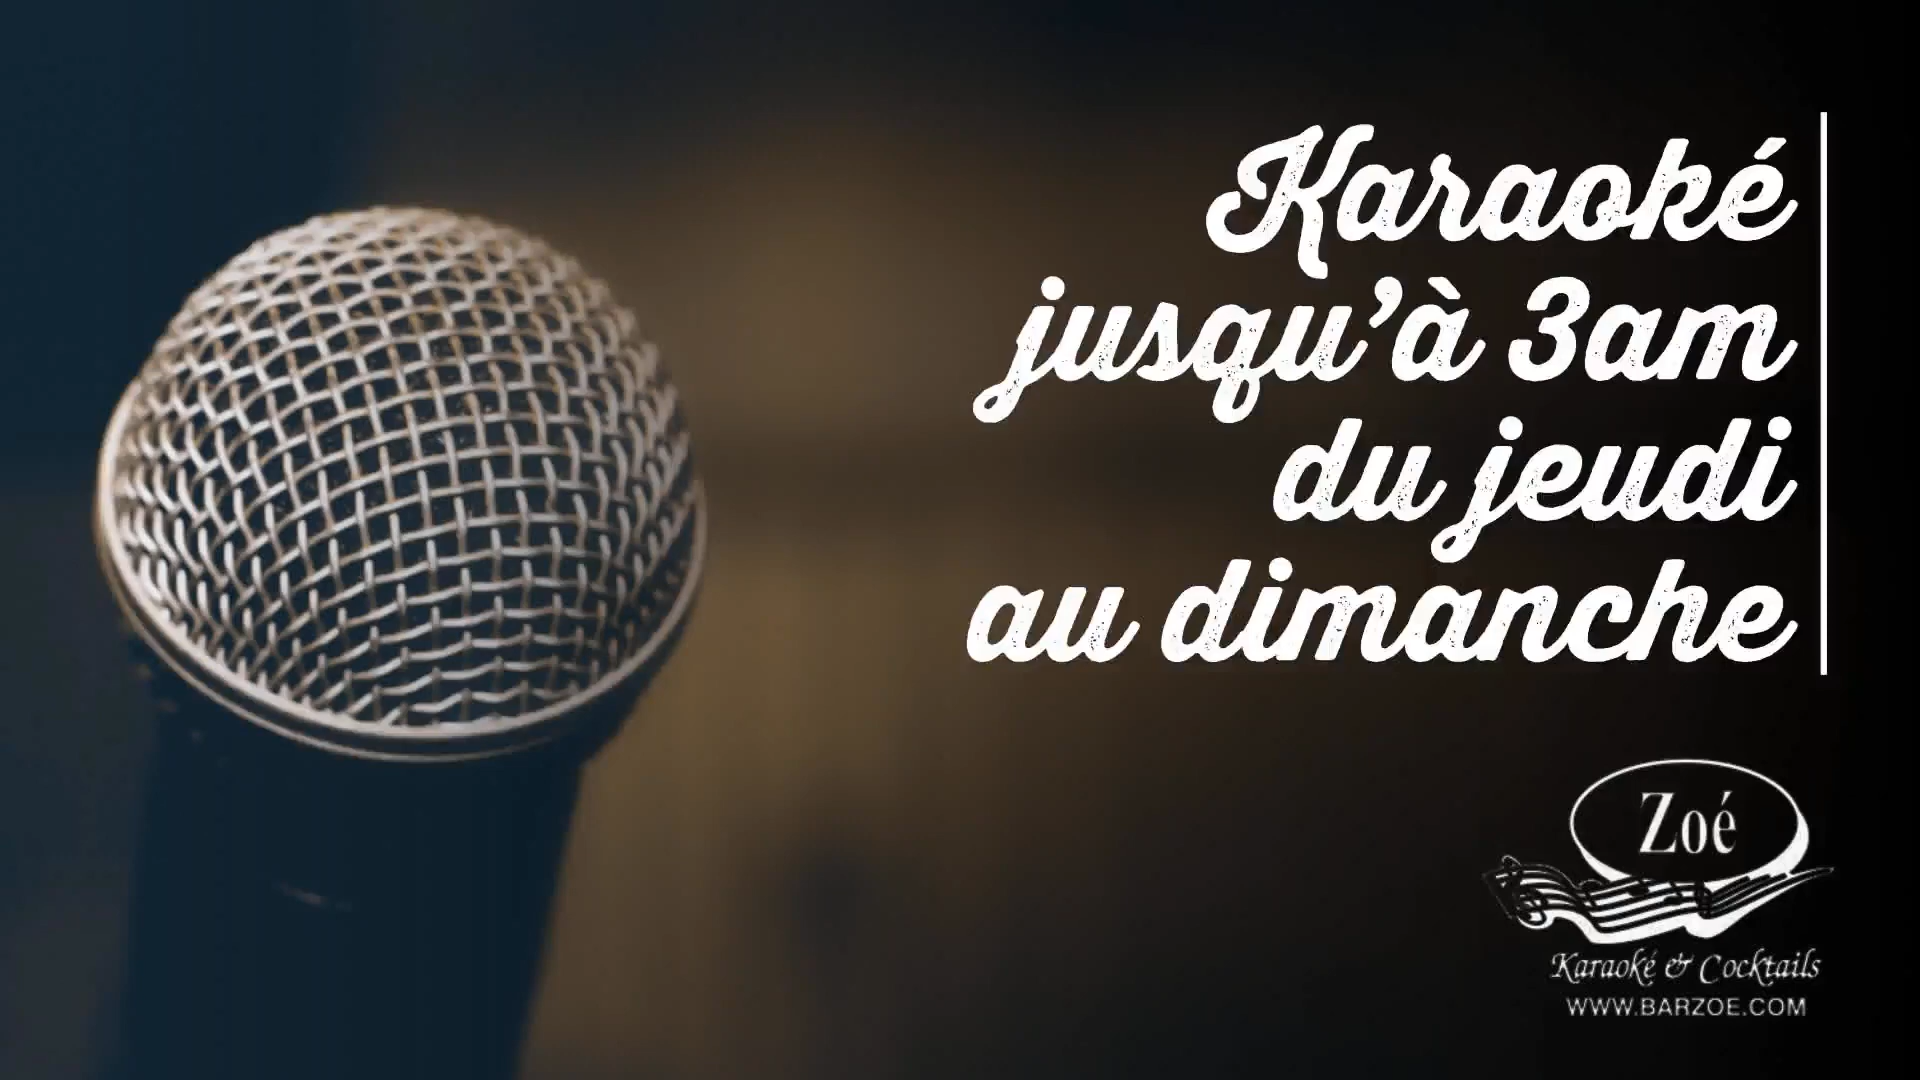 Karaoké
jusqu'à 3am
du jeudi
au dimanche
Zoé
Karaoké & Cocktails
WWW.BARZOE.COM